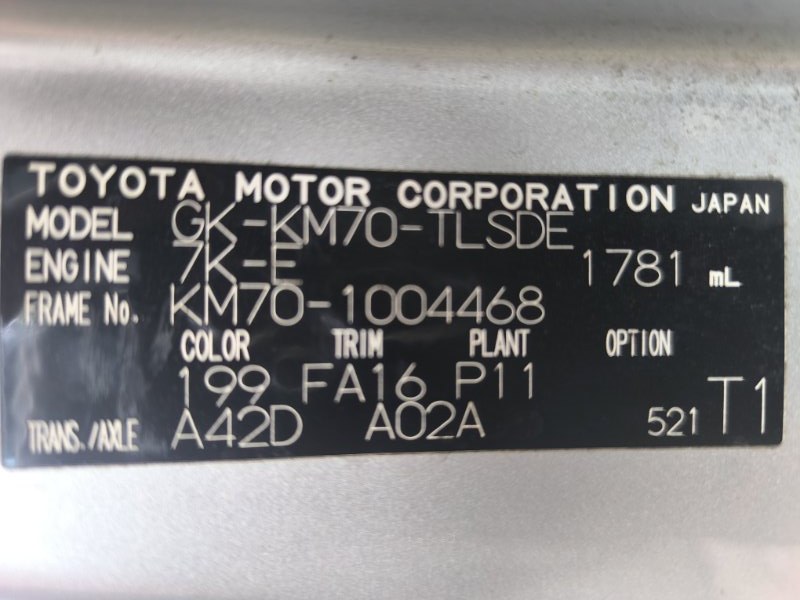 TOYOTA MOTOR CORPORATION JAPAN
MODEL GK-KM70-TLSDE
ENGINE 7K-E 1781 mL
FRAME No. KM70-1004468
COLOR TRIM PLANT OPTION
199 FA16 P11
TRANS./AXLE A42D A02A 521 T1